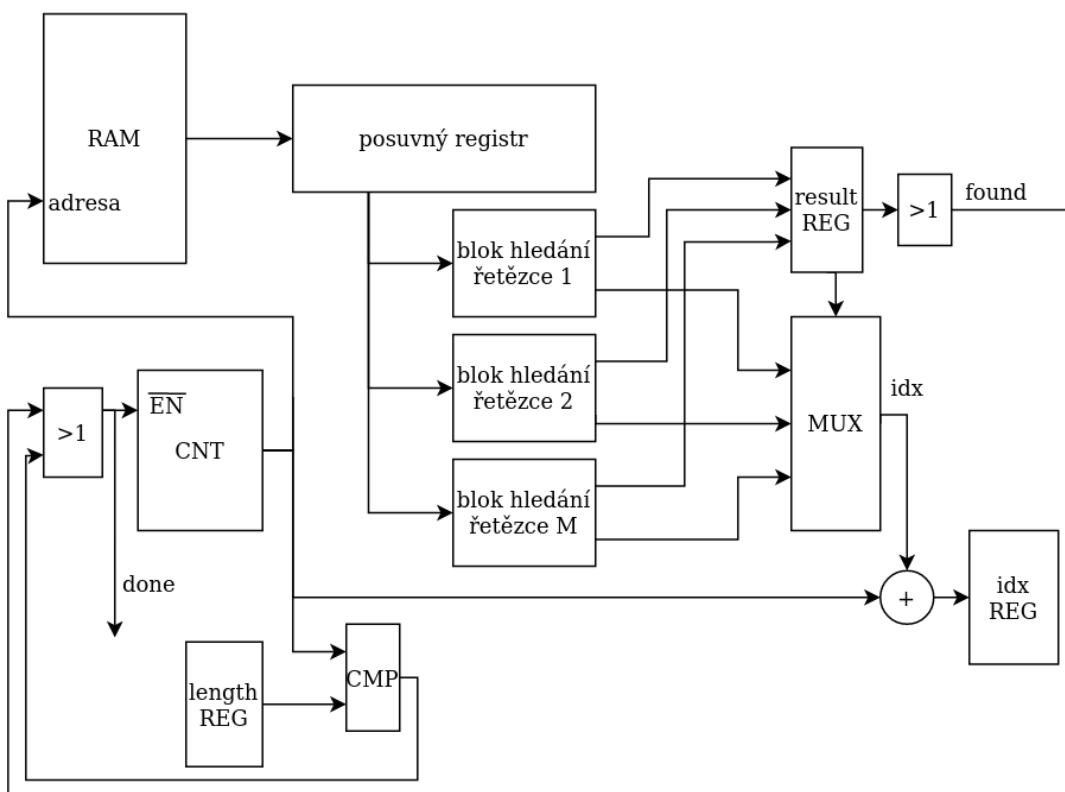 RAM
adresa
posuvný registr
blok hledání
řetězce 1
blok hledání
řetězce 2
blok hledání
řetězce M
result
REG
>1
found
MUX
idx
+
idx
REG
>1
EN
CNT
done
length
REG
CMP